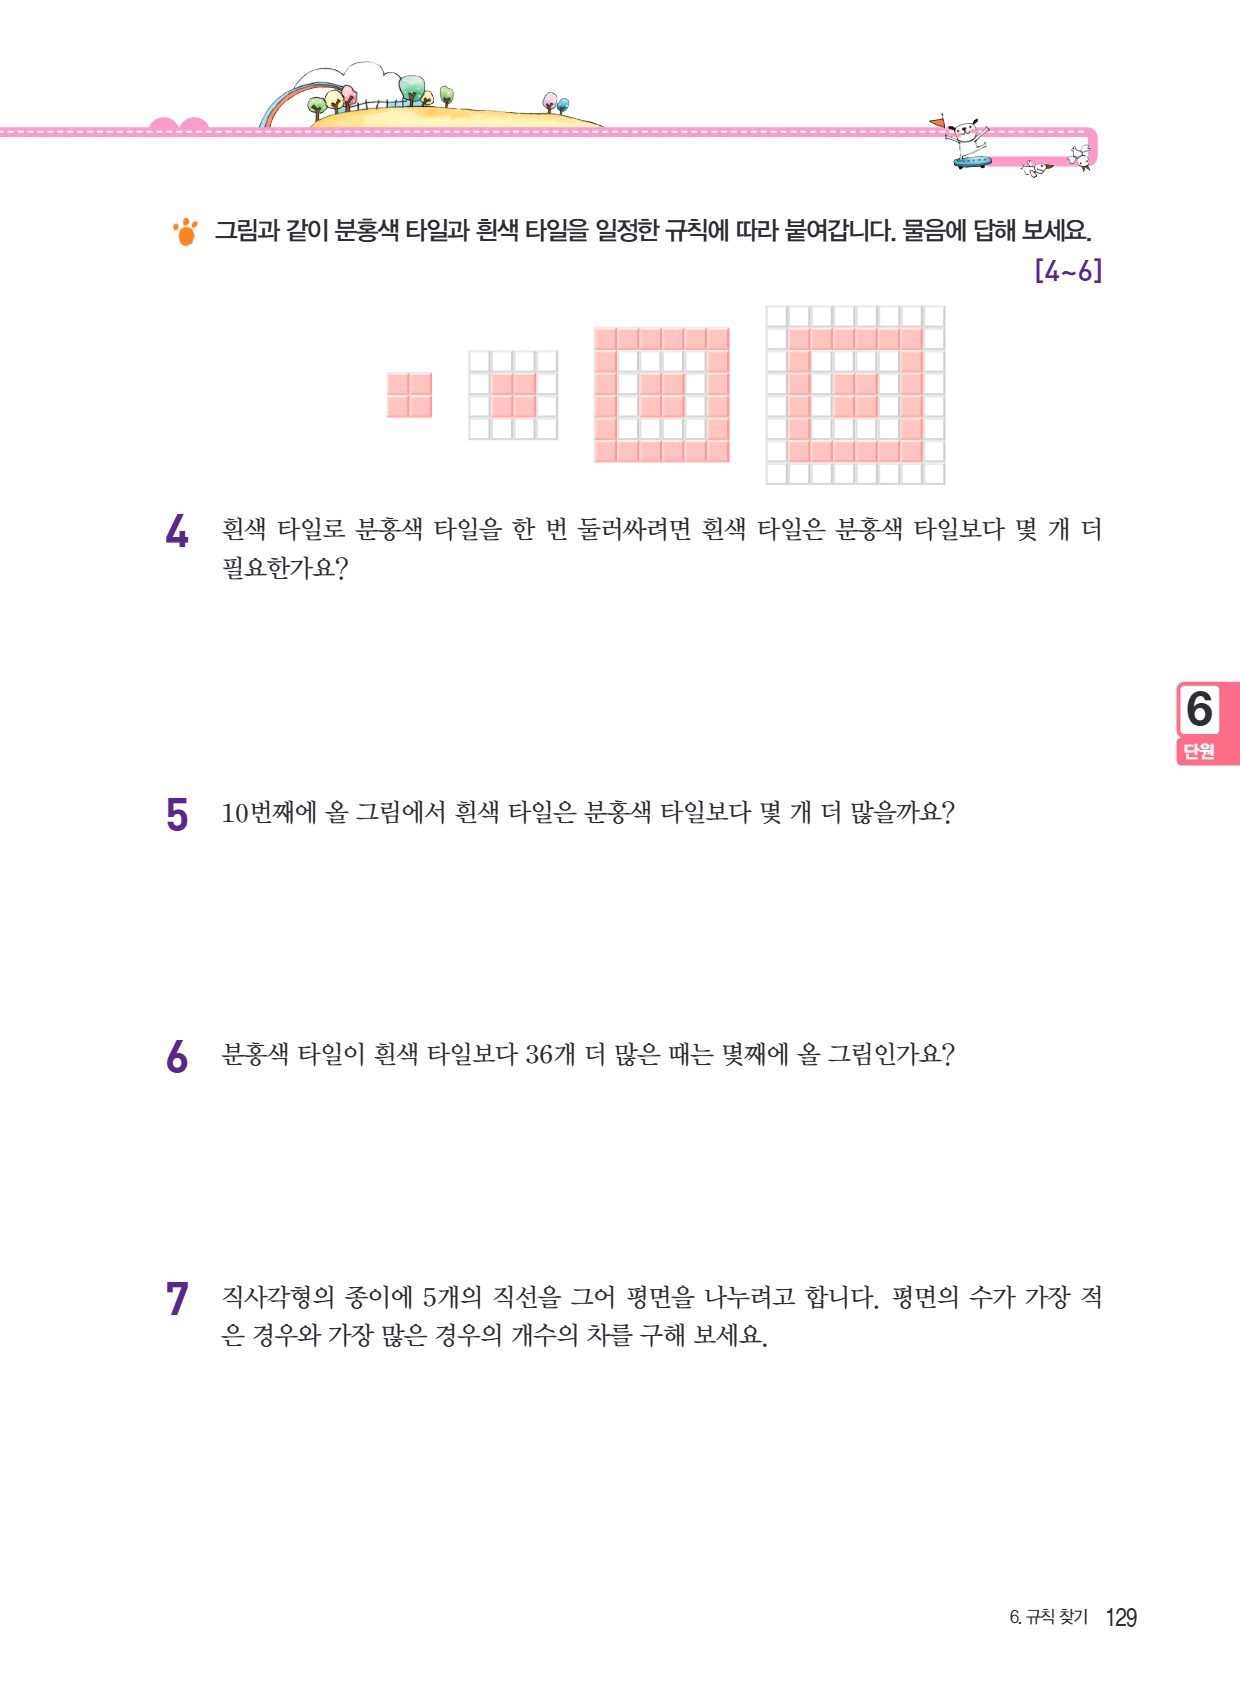 그림과 같이 분홍색 타일과 흰색 타일을 일정한 규칙에 따라 붙여갑니다. 물음에 답해 보세요.
[4~6]
4 흰색 타일로 분홍색 타일을 한 번 둘러싸려면 흰색 타일은 분홍색 타일보다 몇 개 더
필요한가요?
6
단원
5 10번째에 올 그림에서 흰색 타일은 분홍색 타일보다 몇 개 더 많을까요?
6 분홍색 타일이 흰색 타일보다 36개 더 많은 때는 몇째에 올 그림인가요?
7 직사각형의 종이에 5개의 직선을 그어 평면을 나누려고 합니다. 평면의 수가 가장 적
은 경우와 가장 많은 경우의 개수의 차를 구해 보세요.
6. 규칙 찾기 129